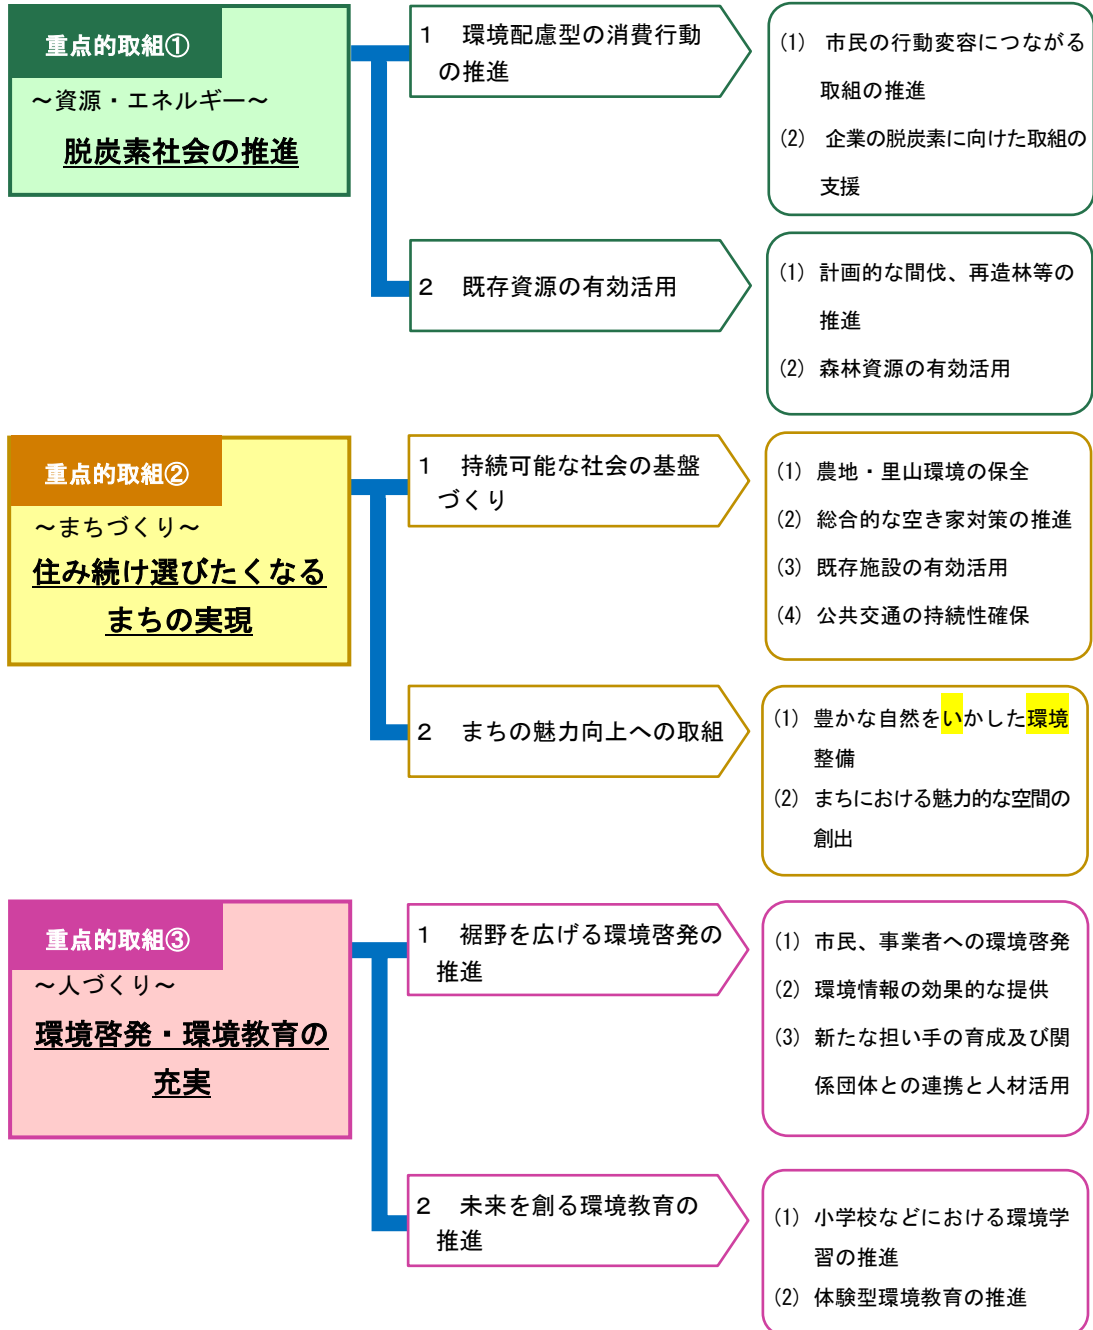 重点的取組①
～資源・エネルギー～
脱炭素社会の推進
１　環境配慮型の消費行動
の推進
(1)　市民の行動変容につながる
取組の推進
(2)　企業の脱炭素に向けた取組の
支援
２　既存資源の有効活用
(1)　計画的な間伐、再造林等の
推進
(2)　森林資源の有効活用
重点的取組②
～まちづくり～
住み続け選びたくなる
まちの実現
１　持続可能な社会の基盤
づくり
(1)　農地・里山環境の保全
(2)　総合的な空き家対策の推進
(3)　既存施設の有効活用
(4)　公共交通の持続性確保
２　まちの魅力向上への取組
(1)　豊かな自然をいかした環境
整備
(2)　まちにおける魅力的な空間の
創出
重点的取組③
～人づくり～
環境啓発・環境教育の
充実
１　裾野を広げる環境啓発の
推進
(1)　市民、事業者への環境啓発
(2)　環境情報の効果的な提供
(3)　新たな担い手の育成及び関
係団体との連携と人材活用
２　未来を創る環境教育の
推進
(1)　小学校などにおける環境学
習の推進
(2)　体験型環境教育の推進